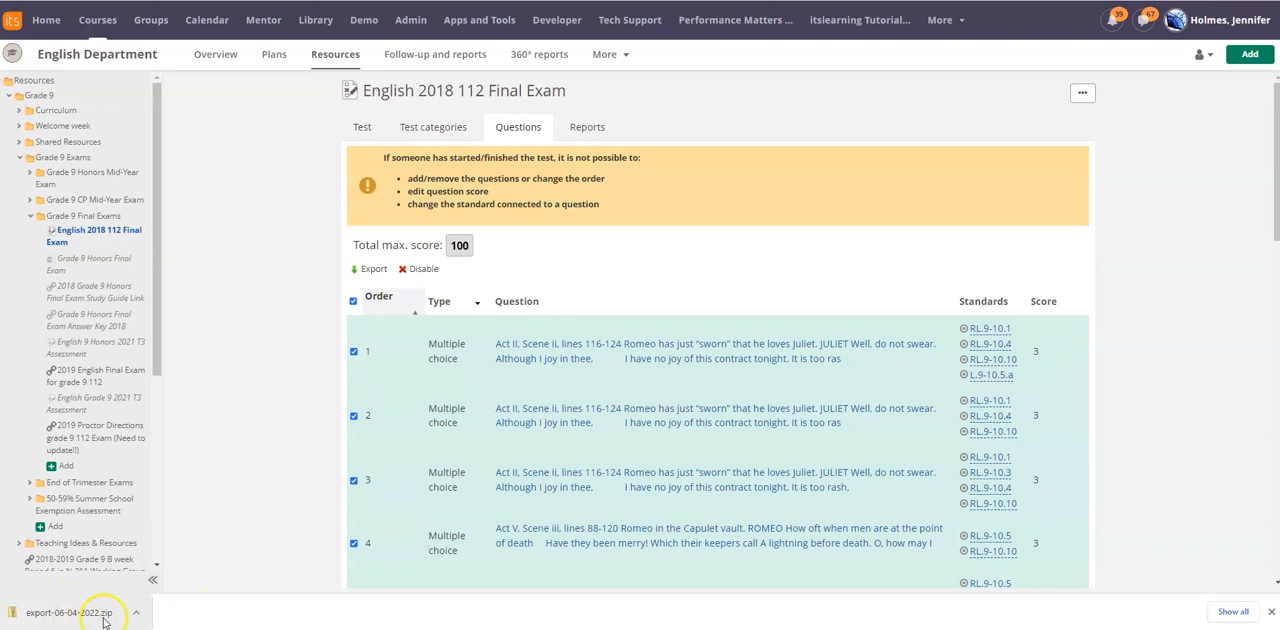 its Home Courses Groups Calendar Mentor Library Demo Admin Apps and Tools Developer Tech Support Performance Matters ... itslearning Tutorial... More 39 67 Holmes, Jennifer
English Department Overview Plans Resources Follow-up and reports 360° reports More Add
Resources
Grade 9
Curriculum
Welcome week
Shared Resources
Grade 9 Exams
Grade 9 Honors Mid-Year
Exam
Grade 9 CP Mid-Year Exam
Grade 9 Final Exams
English 2018 112 Final
Exam
Grade 9 Honors Final
Exam
2018 Grade 9 Honors
Final Exam Study Guide Link
Grade 9 Honors Final
Exam Answer Key 2018
English 9 Honors 2021 T3
Assessment
2019 English Final Exam
for grade 9 112
English Grade 9 2021 T3
Assessment
2019 Proctor Directions
grade 9 112 Exam (Need to
update!!)
Add
End of Trimester Exams
50-59% Summer School
Exemption Assessment
Add
Teaching Ideas & Resources
2018-2019 Grade 9 B week
English 2018 112 Final Exam
Test Test categories Questions Reports
If someone has started/finished the test, it is not possible to:
• add/remove the questions or change the order
• edit question score
• change the standard connected to a question
Total max. score: 100
Export Disable
Order Type Question Standards Score
1 Multiple choice Act II, Scene ii, lines 116-124 Romeo has just “sworn” that he loves Juliet. JULIET Well, do not swear.
Although I joy in thee, I have no joy of this contract tonight. It is too ras
RL.9-10.1
RL.9-10.4
RL.9-10.10
L.9-10.5.a
3
2 Multiple choice Act II, Scene ii, lines 116-124 Romeo has just “sworn” that he loves Juliet. JULIET Well, do not swear.
Although I joy in thee, I have no joy of this contract tonight. It is too ras
RL.9-10.1
RL.9-10.4
RL.9-10.10
3
3 Multiple choice Act II, Scene ii, lines 116-124 Romeo has just “sworn” that he loves Juliet. JULIET Well, do not swear.
Although I joy in thee, I have no joy of this contract tonight. It is too rash,
RL.9-10.1
RL.9-10.3
RL.9-10.4
RL.9-10.10
3
4 Multiple choice Act V, Scene iii, lines 88-120 Romeo in the Capulet vault. ROMEO How oft when men are at the point
of death Have they been merry! Which their keepers call A lightning before death. O, how may I
RL.9-10.5
RL.9-10.10
3
RL.9-10.5
export-06-04-2022.zip Show all